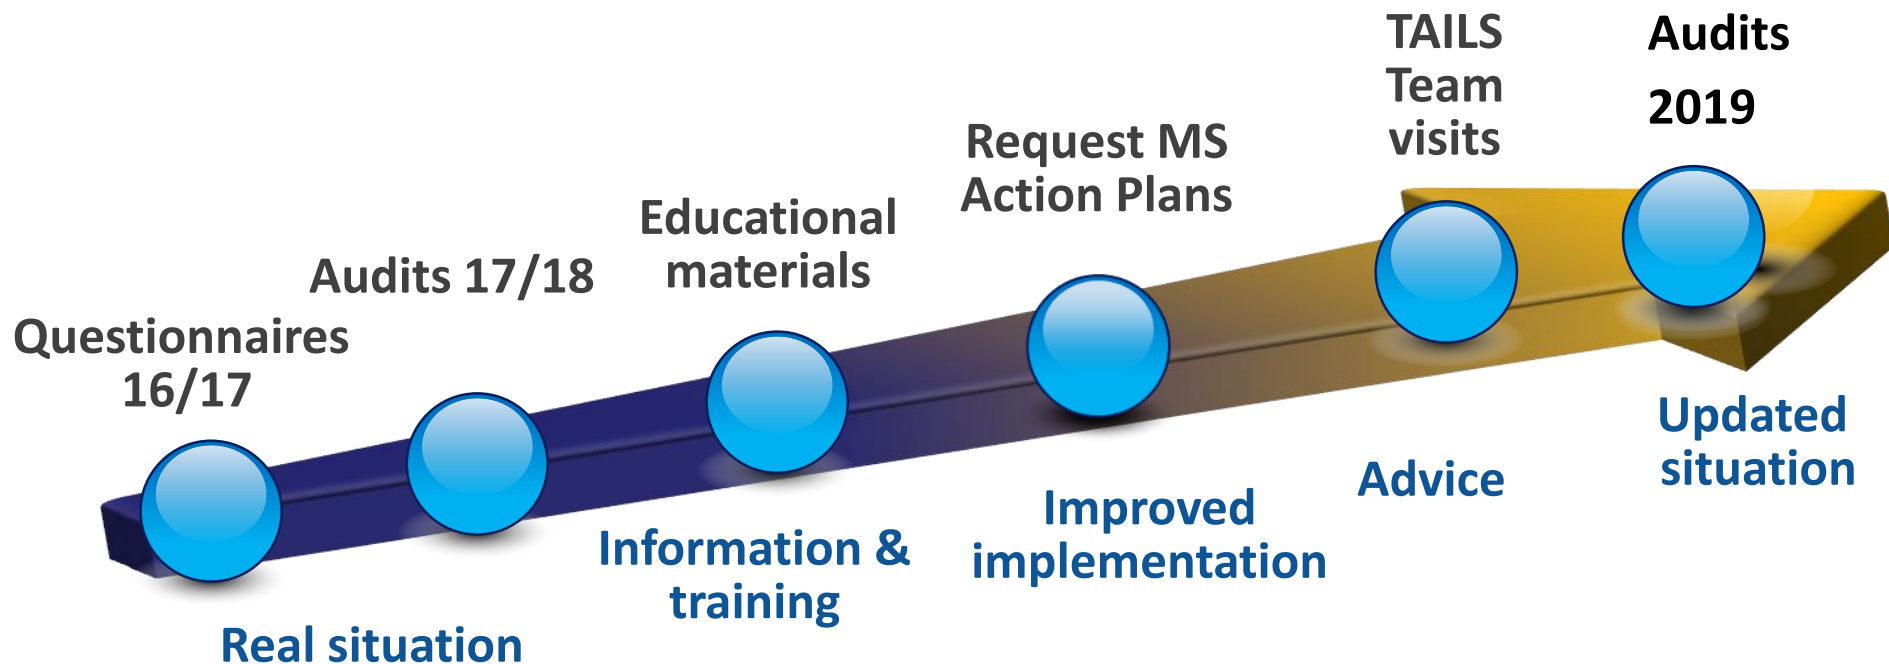 Questionnaires
16/17
Audits 17/18
Educational
materials
Request MS
Action Plans
TAILS
Team
visits
Audits
2019
Real situation
Information &
training
Improved
implementation
Advice
Updated
situation